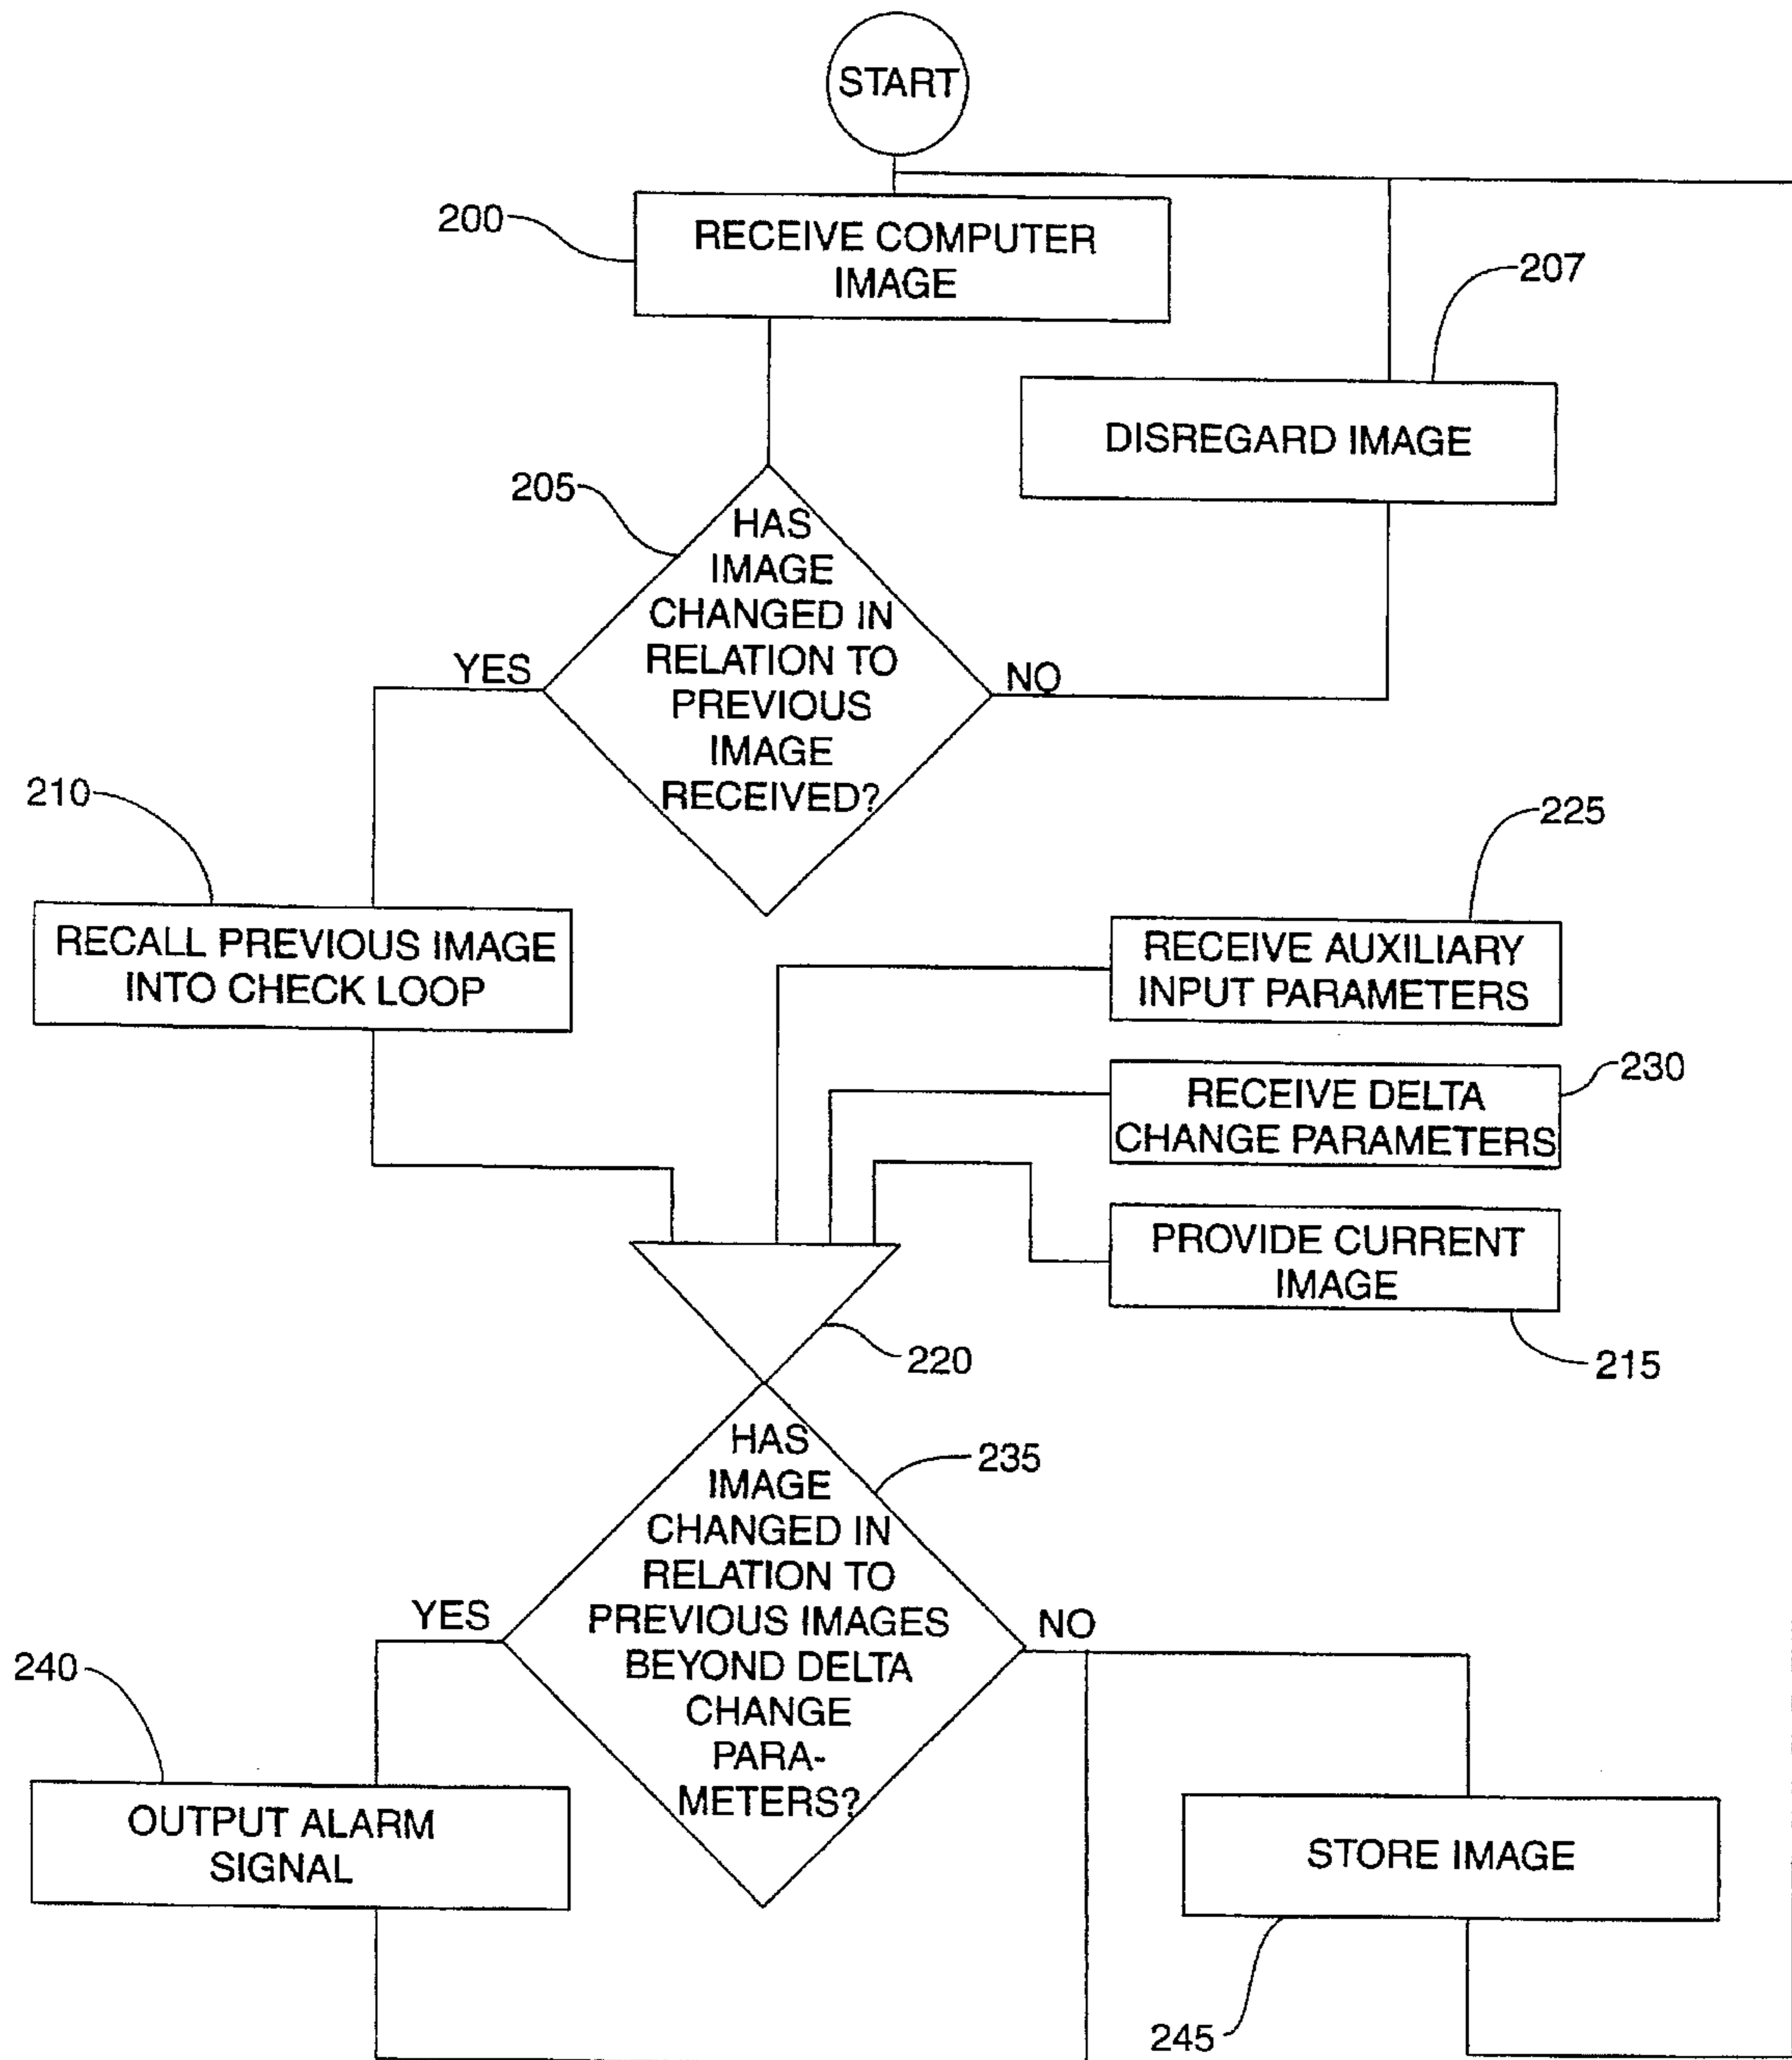 START
200
RECEIVE COMPUTER
IMAGE
207
DISREGARD IMAGE
205
HAS
IMAGE
CHANGED IN
RELATION TO
PREVIOUS
IMAGE
RECEIVED?
YES
NO
210
RECALL PREVIOUS IMAGE
INTO CHECK LOOP
225
RECEIVE AUXILIARY
INPUT PARAMETERS
230
RECEIVE DELTA
CHANGE PARAMETERS
PROVIDE CURRENT
IMAGE
215
220
235
HAS
IMAGE
CHANGED IN
RELATION TO
PREVIOUS IMAGES
BEYOND DELTA
CHANGE
PARA-
METERS?
YES
NO
240
OUTPUT ALARM
SIGNAL
STORE IMAGE
245